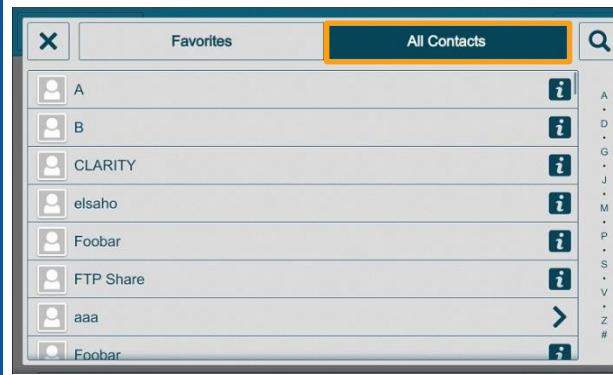 Favorites
All Contacts
A
B
CLARITY
elsaho
Foobar
FTP Share
aaa
Foobar
A
D
G
J
M
P
S
V
Z
#